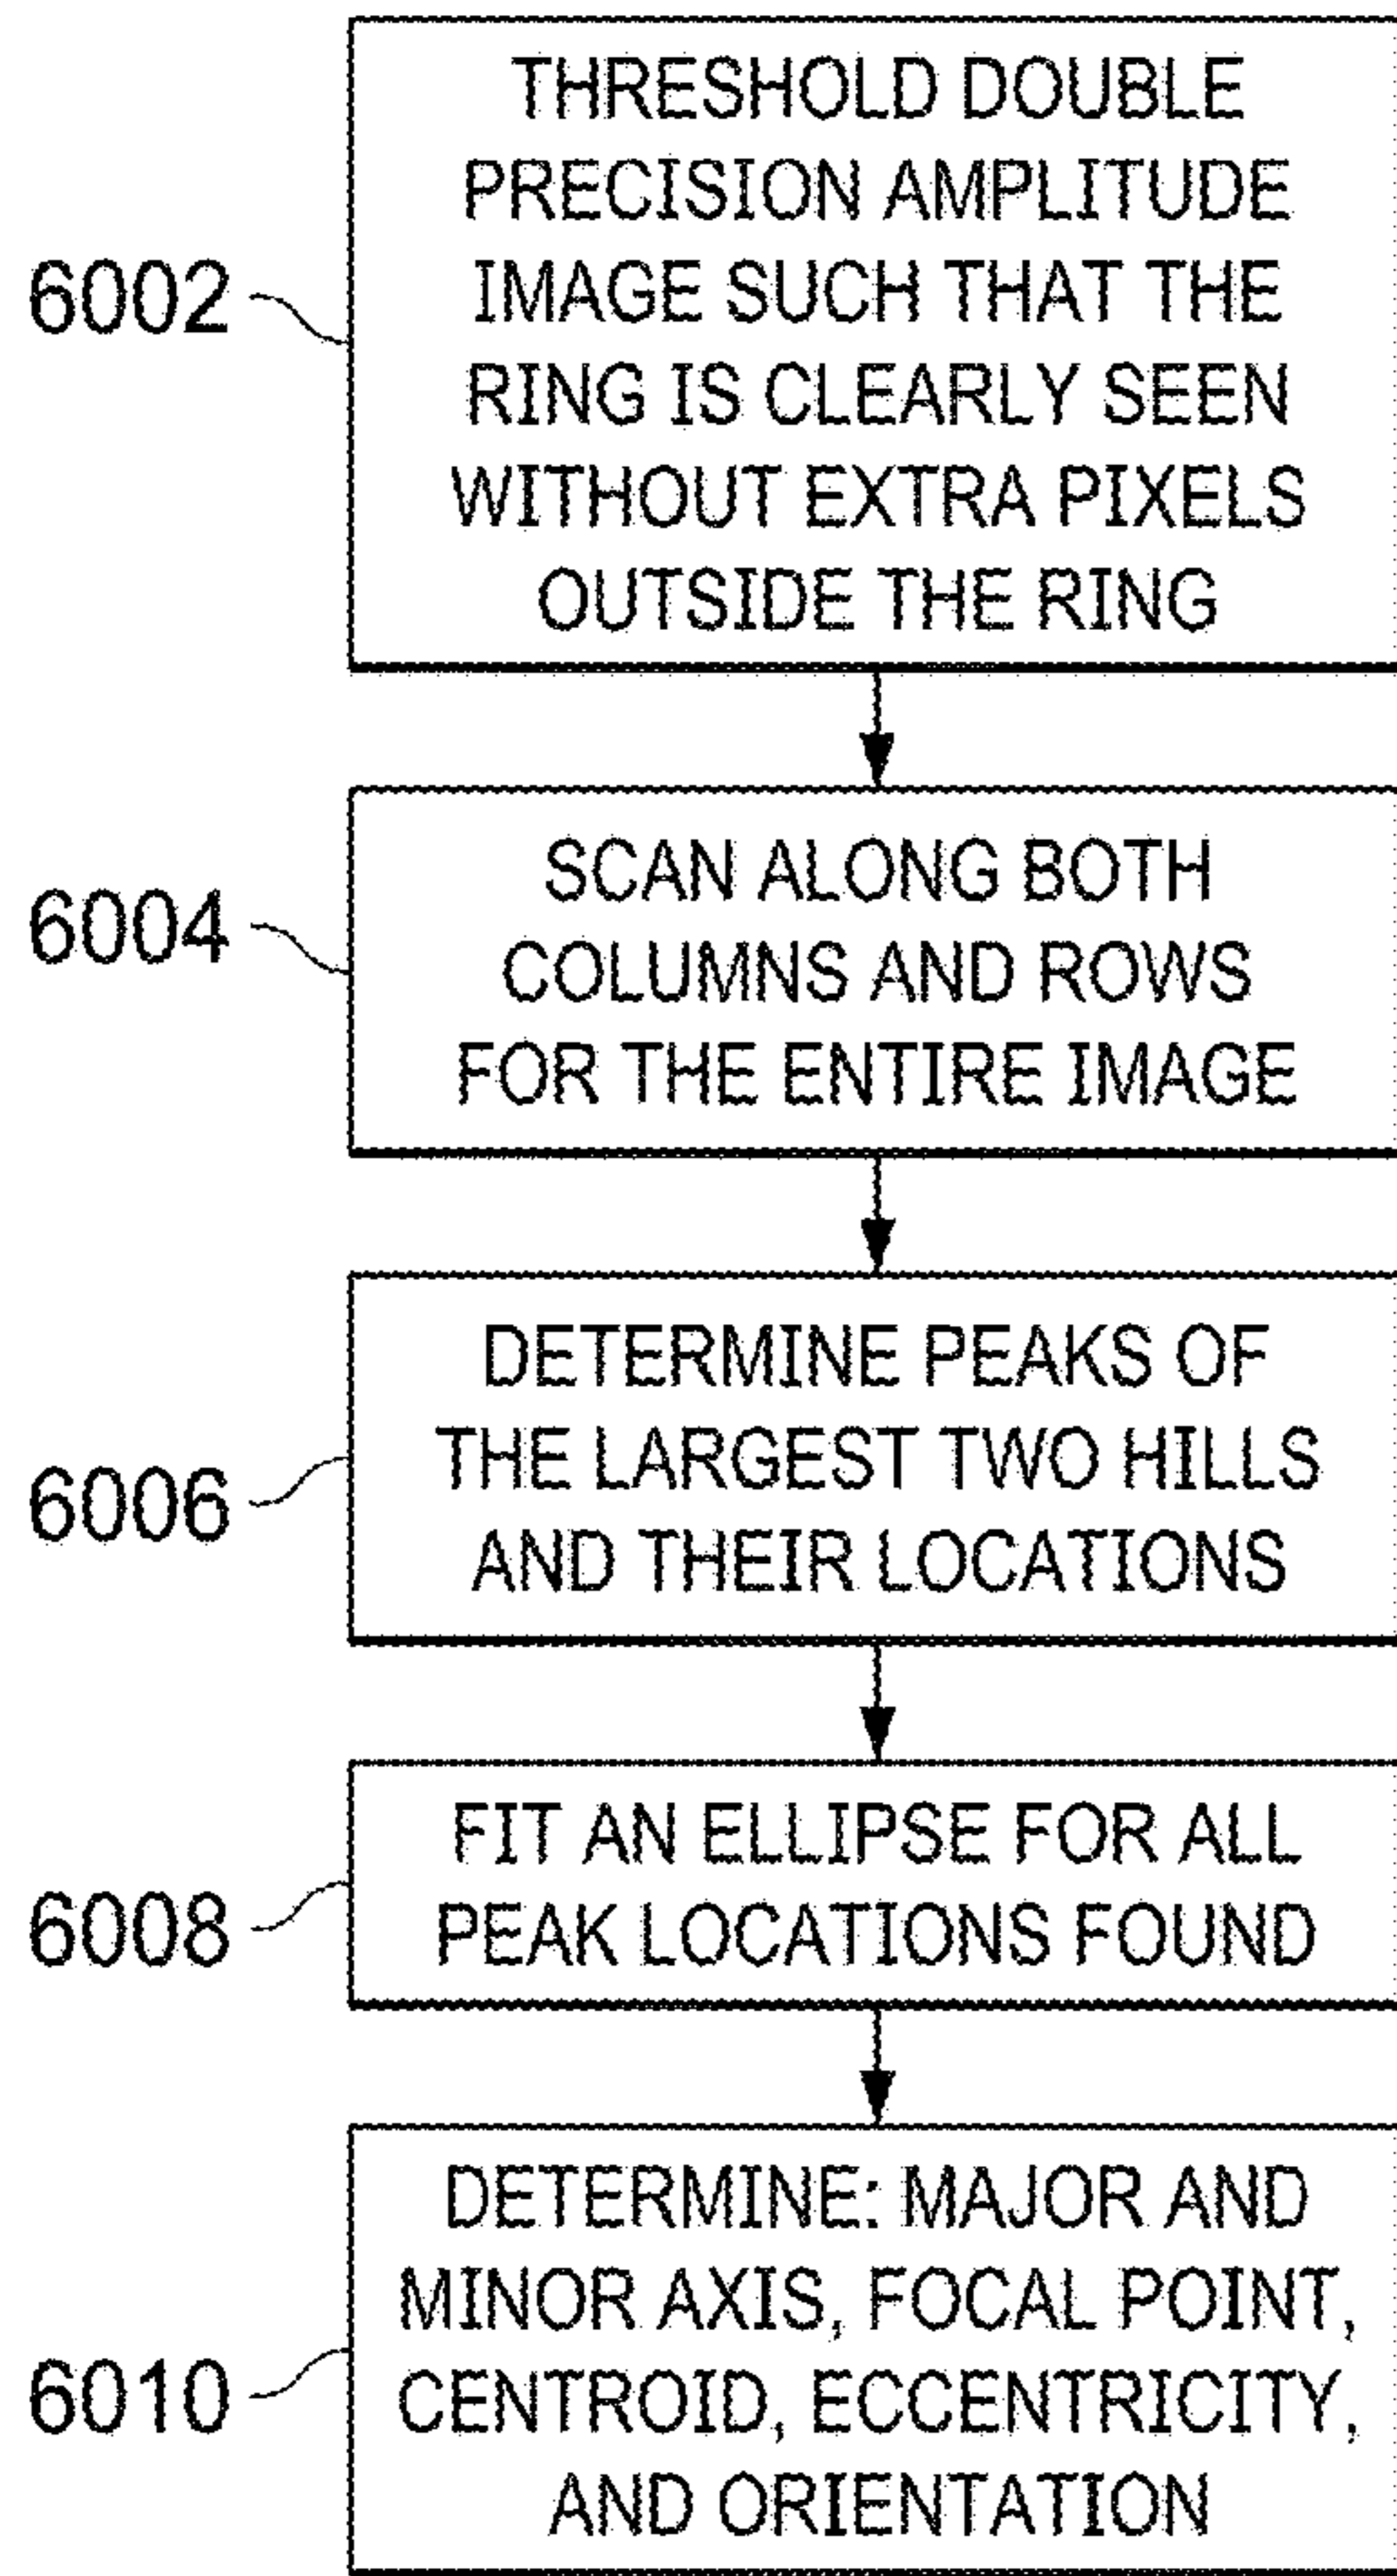 THRESHOLD DOUBLE
PRECISION AMPLITUDE
IMAGE SUCH THAT THE
RING IS CLEARLY SEEN
WITHOUT EXTRA PIXELS
OUTSIDE THE RING
6002
SCAN ALONG BOTH
COLUMNS AND ROWS
FOR THE ENTIRE IMAGE
6004
DETERMINE PEAKS OF
THE LARGEST TWO HILLS
AND THEIR LOCATIONS
6006
FIT AN ELLIPSE FOR ALL
PEAK LOCATIONS FOUND
6008
DETERMINE: MAJOR AND
MINOR AXIS, FOCAL POINT,
CENTROID, ECCENTRICITY,
AND ORIENTATION
6010